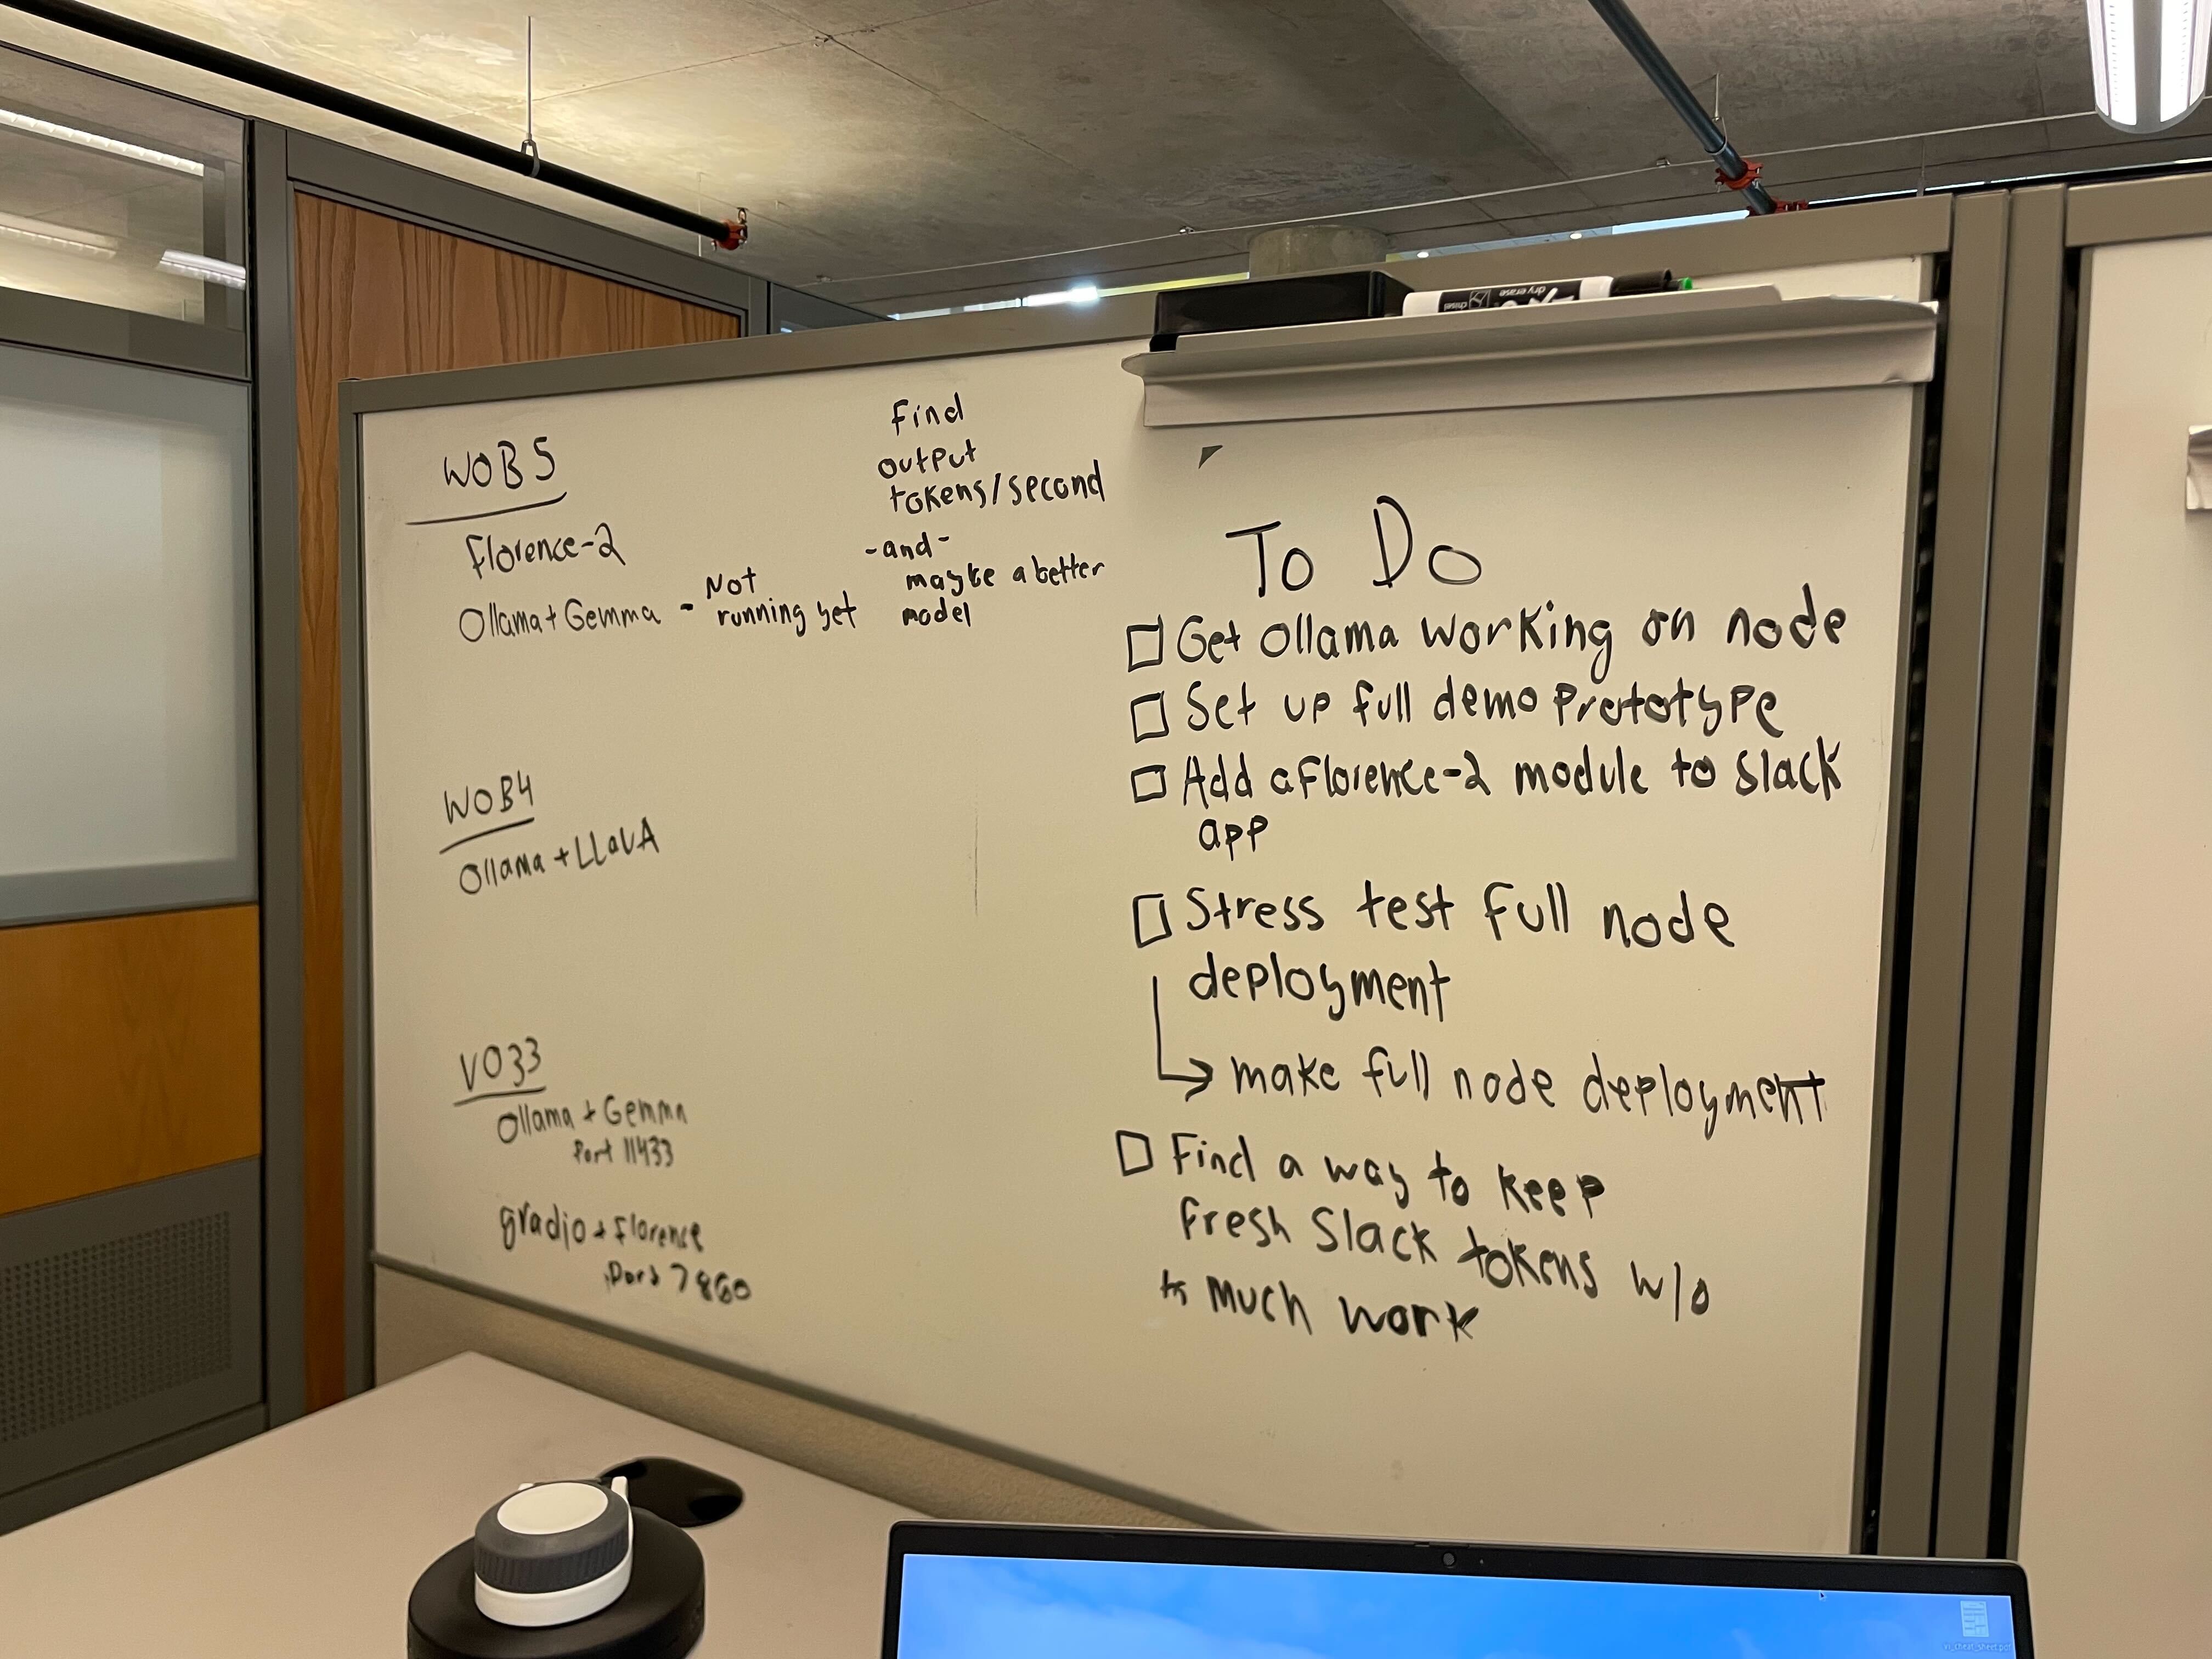 WOB5
Florence-2
Ollama + Gemma - Not
running yet
Find
output
tokens/second
-and-
maybe a better
model
WOB4
Ollama + LLaVA
VO33
Ollama + Gemma
Port 11433
gradio + Florence
Port 7860
To Do
Get Ollama working on node
Set up full demo Prototype
Add a Florence-2 module to Slack
app
Stress test full node
deployment
→ make full node deployment
Find a way to keep
fresh Slack tokens w/o
to much work
dry erase
chisel